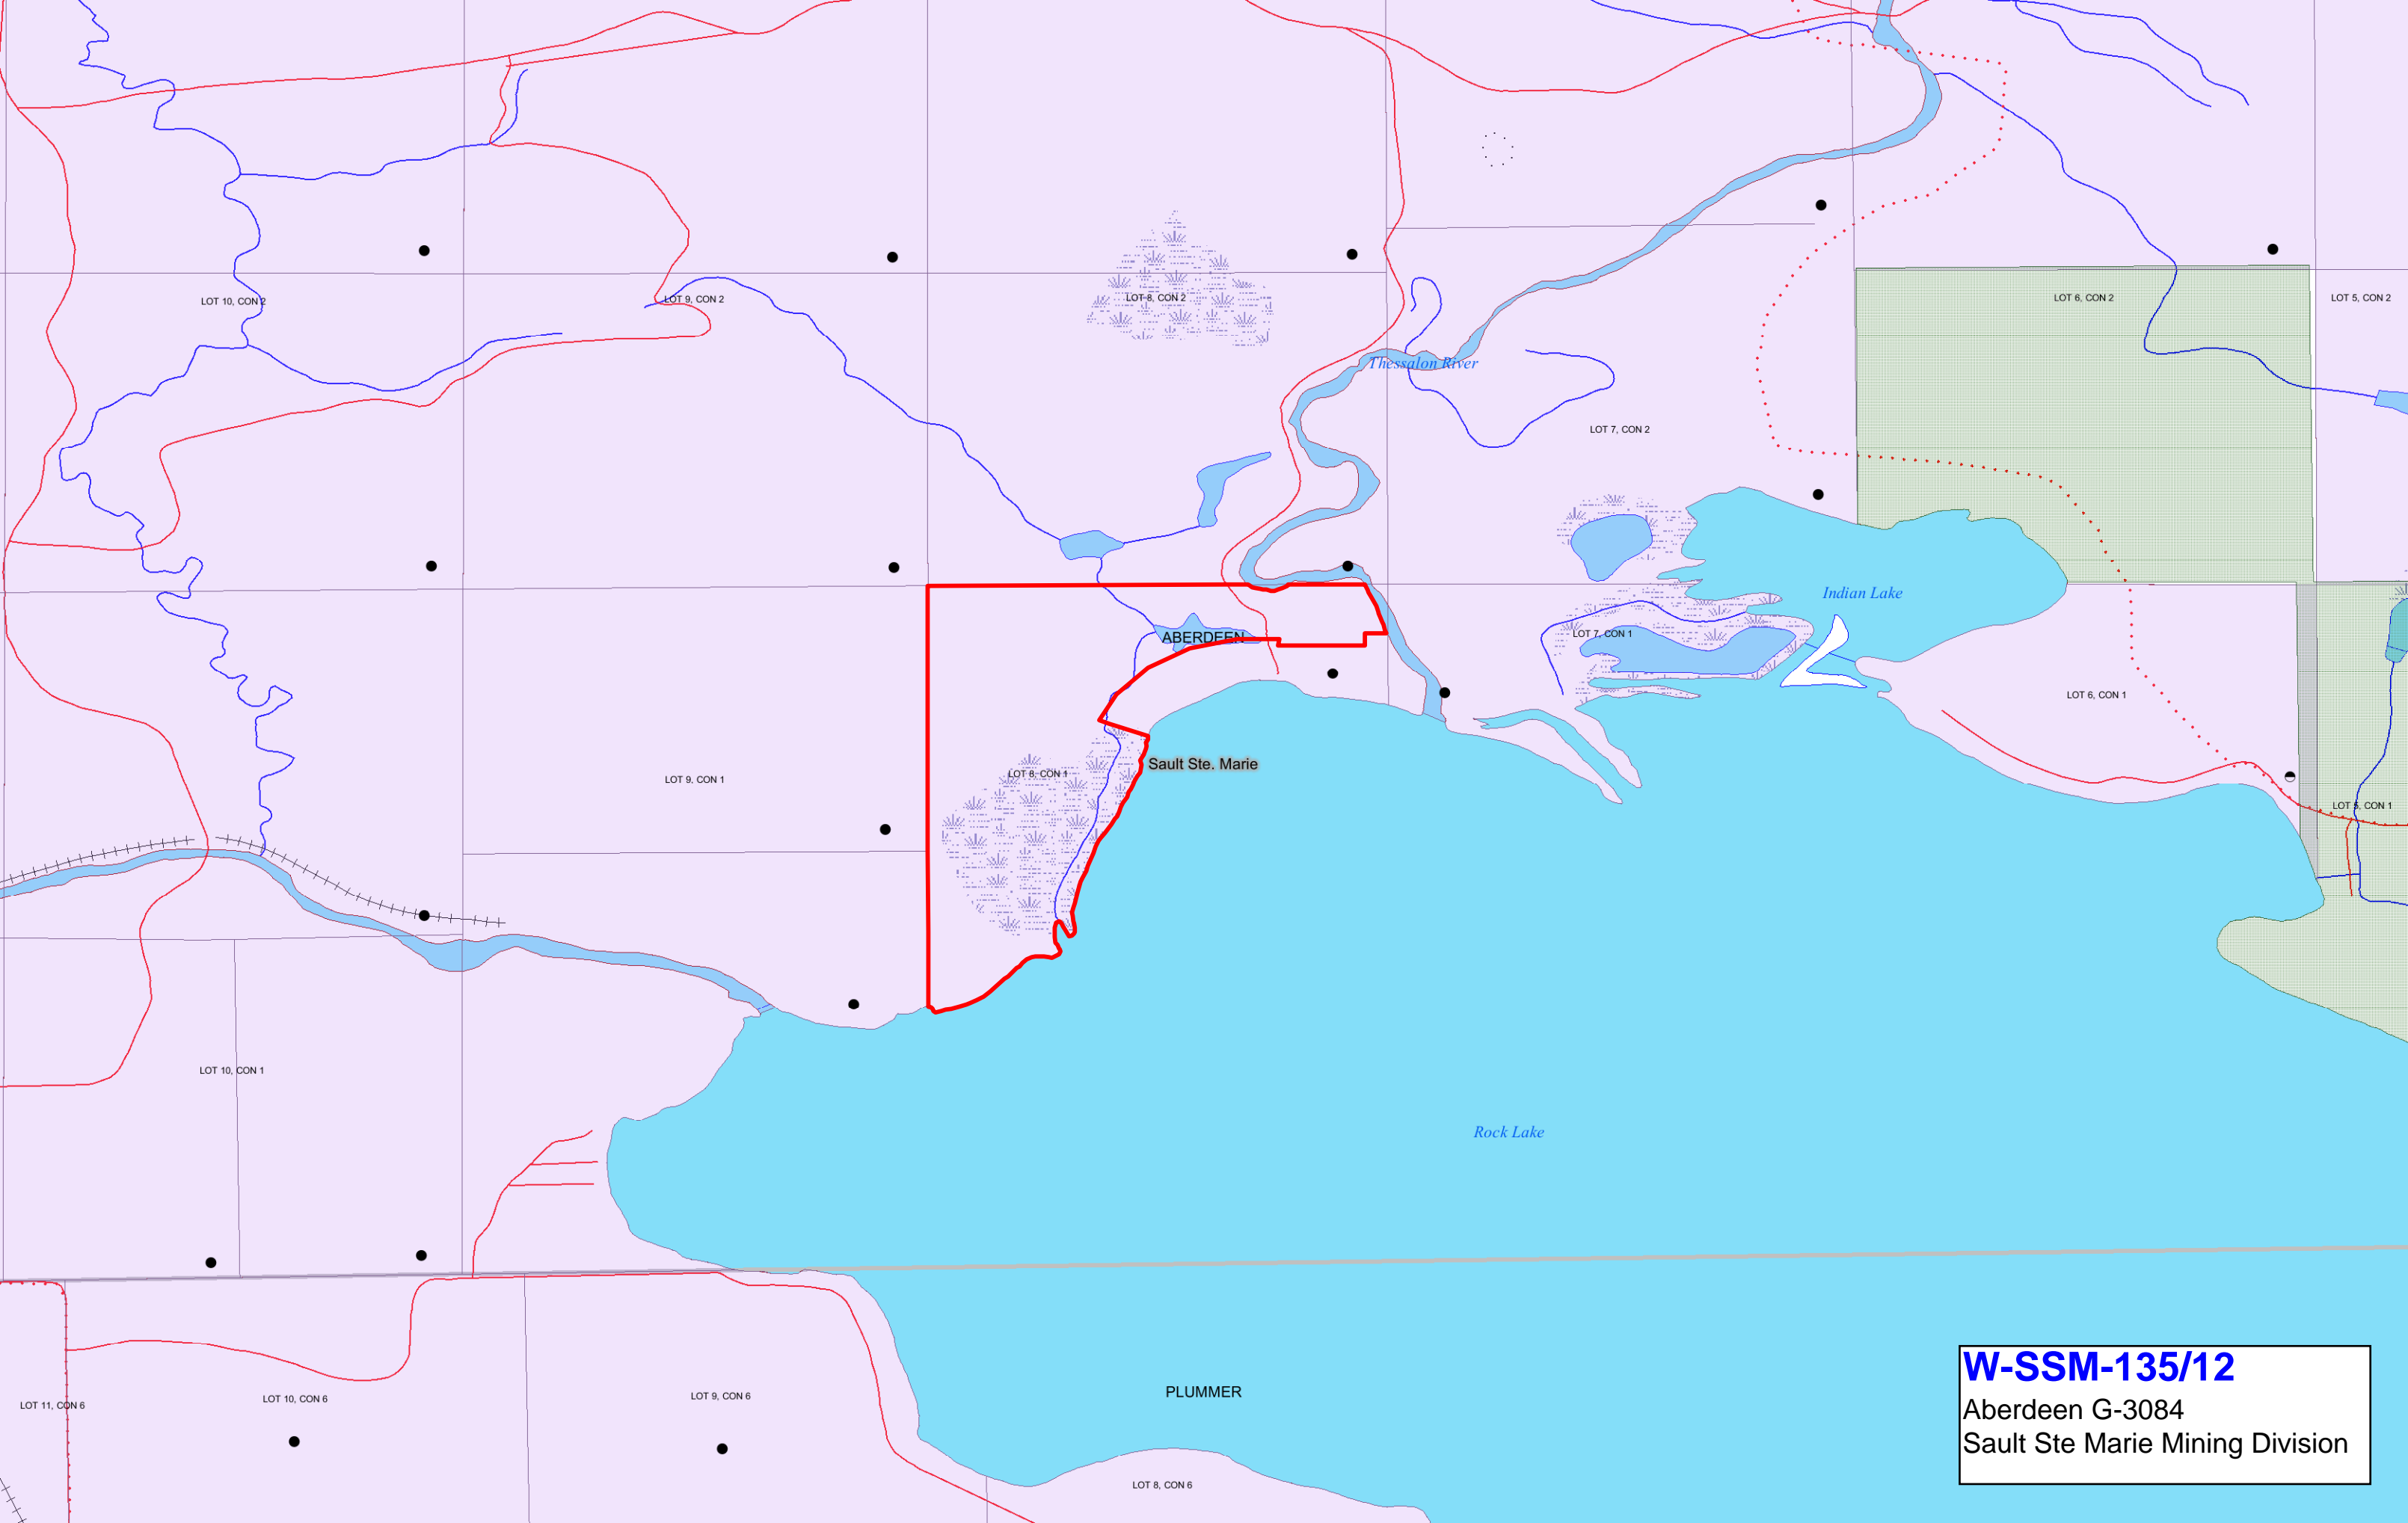 LOT 10, CON 2
LOT 9, CON 2
LOT 8, CON 2
LOT 6, CON 2
LOT 5, CON 2
Thessalon River
LOT 7, CON 2
Indian Lake
ABERDEEN
LOT 7, CON 1
LOT 6, CON 1
Sault Ste. Marie
LOT 8, CON 1
LOT 9. CON 1
LOT 5, CON 1
LOT 10, CON 1
Rock Lake
PLUMMER
LOT 11, CON 6
LOT 10, CON 6
LOT 9, CON 6
LOT 8, CON 6
W-SSM-135/12
Aberdeen G-3084
Sault Ste Marie Mining Division